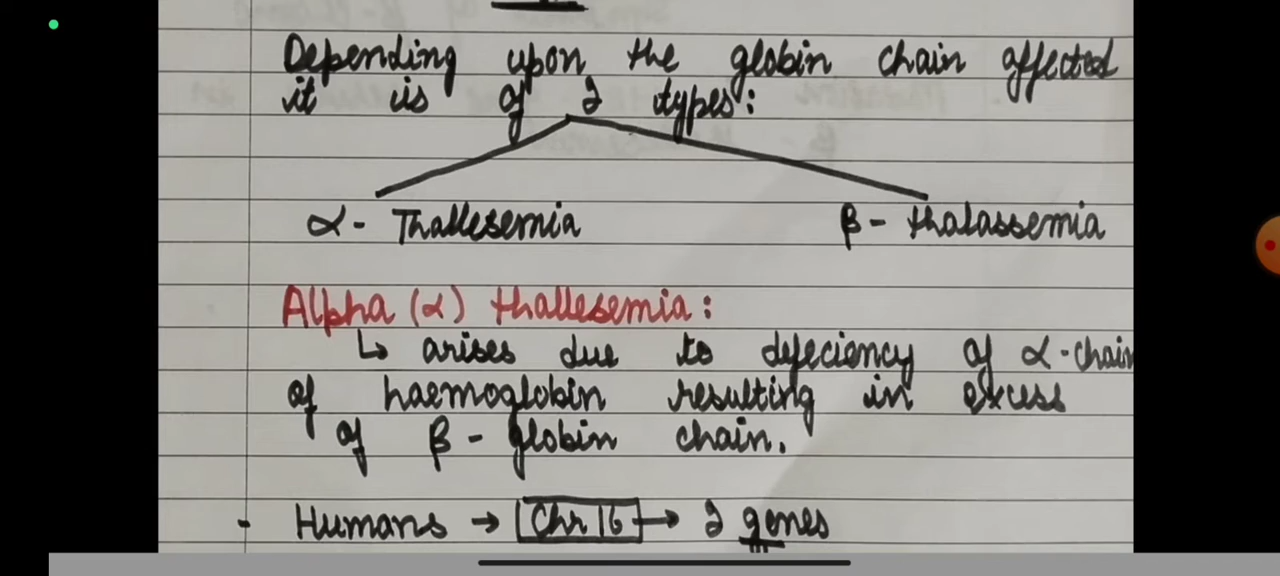 Depending upon the globin chain affected
it is of 2 types:
α- Thallesemia
β- thalassemia
Alpha (α) thallesemia:
↳ arises due to defeciency of α-chain
of haemoglobin resulting in excess
of β- globin chain.
- Humans → Chr 16 → 2 genes